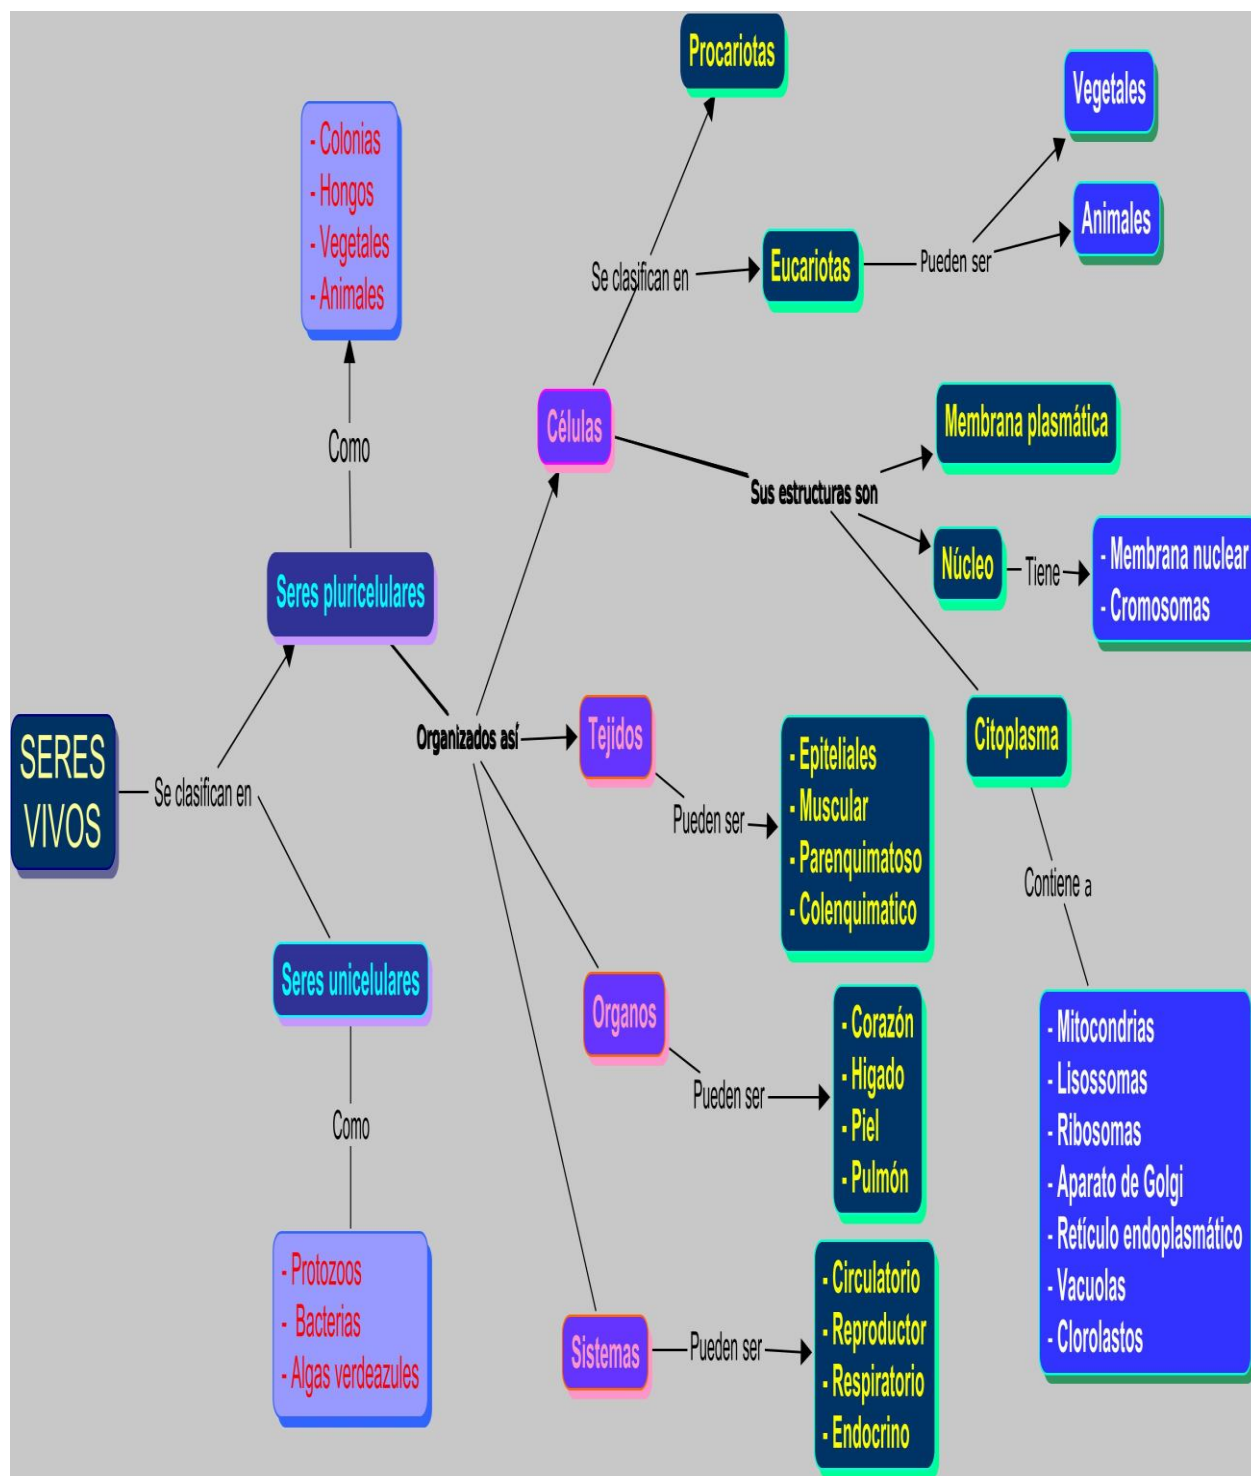 SERES
VIVOS
Se clasifican en
Seres pluricelulares
Como
- Colonias
- Hongos
- Vegetales
- Animales
Seres unicelulares
Como
- Protozoos
- Bacterias
- Algas verdeazules
Organizados así
Células
Se clasifican en
Procariotas
Eucariotas
Pueden ser
Vegetales
Animales
Sus estructuras son
Membrana plasmática
Núcleo
Tiene
- Membrana nuclear
- Cromosomas
Citoplasma
Contiene a
- Mitocondrias
- Lisossomas
- Ribosomas
- Aparato de Golgi
- Retículo endoplasmático
- Vacuolas
- Clorolastos
Tejidos
Pueden ser
- Epiteliales
- Muscular
- Parenquimatoso
- Colenquimatico
Organos
Pueden ser
- Corazón
- Higado
- Piel
- Pulmón
Sistemas
Pueden ser
- Circulatorio
- Reproductor
- Respiratorio
- Endocrino